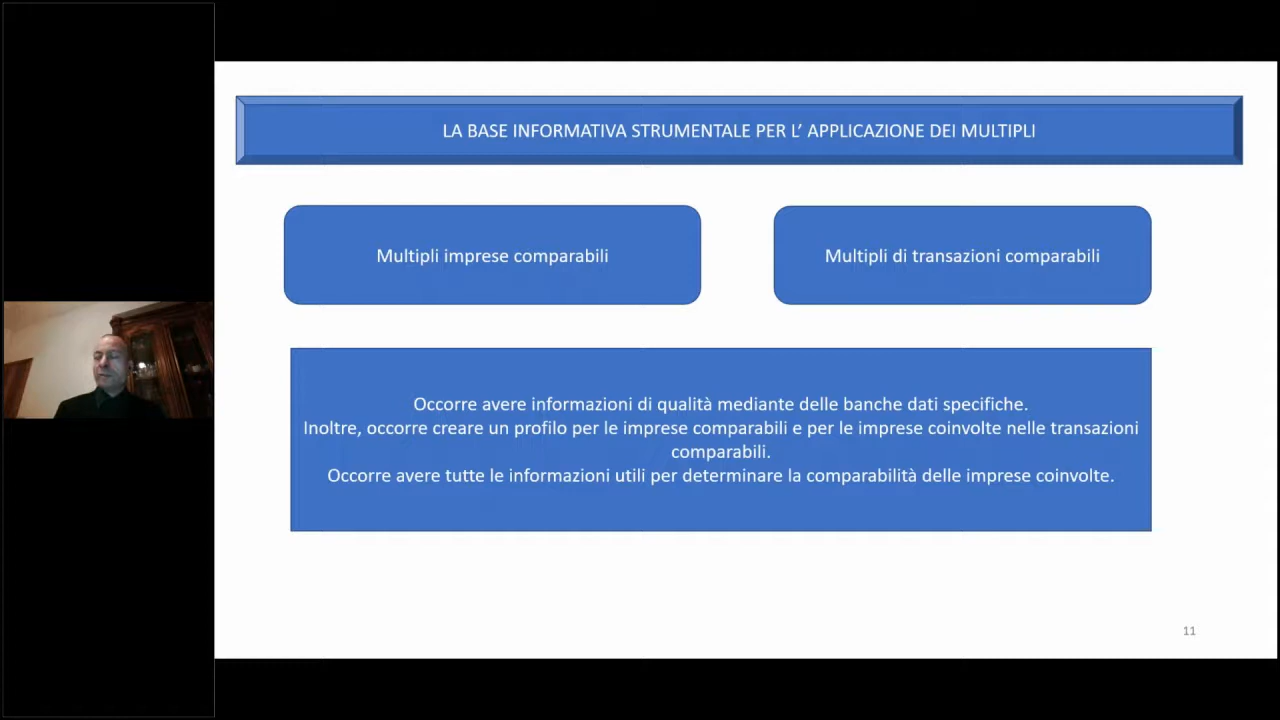 LA BASE INFORMATIVA STRUMENTALE PER L’ APPLICAZIONE DEI MULTIPLI
Multipli imprese comparabili
Multipli di transazioni comparabili
Occorre avere informazioni di qualità mediante delle banche dati specifiche.
Inoltre, occorre creare un profilo per le imprese comparabili e per le imprese coinvolte nelle transazioni
comparabili.
Occorre avere tutte le informazioni utili per determinare la comparabilità delle imprese coinvolte.
11